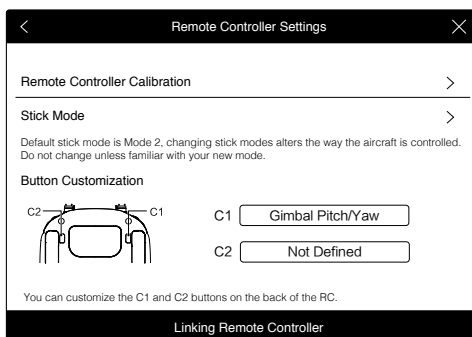 Remote Controller Settings
Remote Controller Calibration
Stick Mode
Default stick mode is Mode 2, changing stick modes alters the way the aircraft is controlled.
Do not change unless familiar with your new mode.
Button Customization
C2 C1
C1 Gimbal Pitch/Yaw
C2 Not Defined
You can customize the C1 and C2 buttons on the back of the RC.
Linking Remote Controller